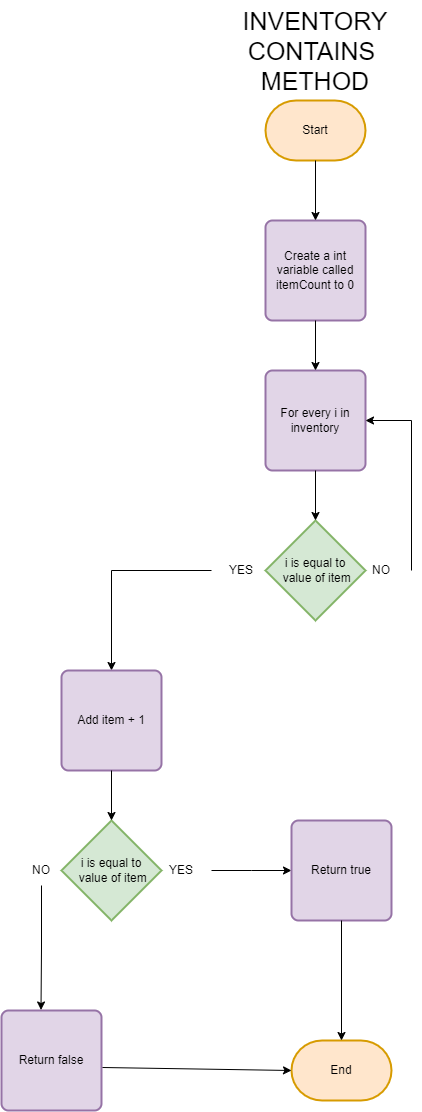 INVENTORY
CONTAINS
METHOD
Start
Create a int
variable called
itemCount to 0
For every i in
inventory
i is equal to
value of item
YES
NO
Add item + 1
i is equal to
value of item
NO
YES
Return true
Return false
End